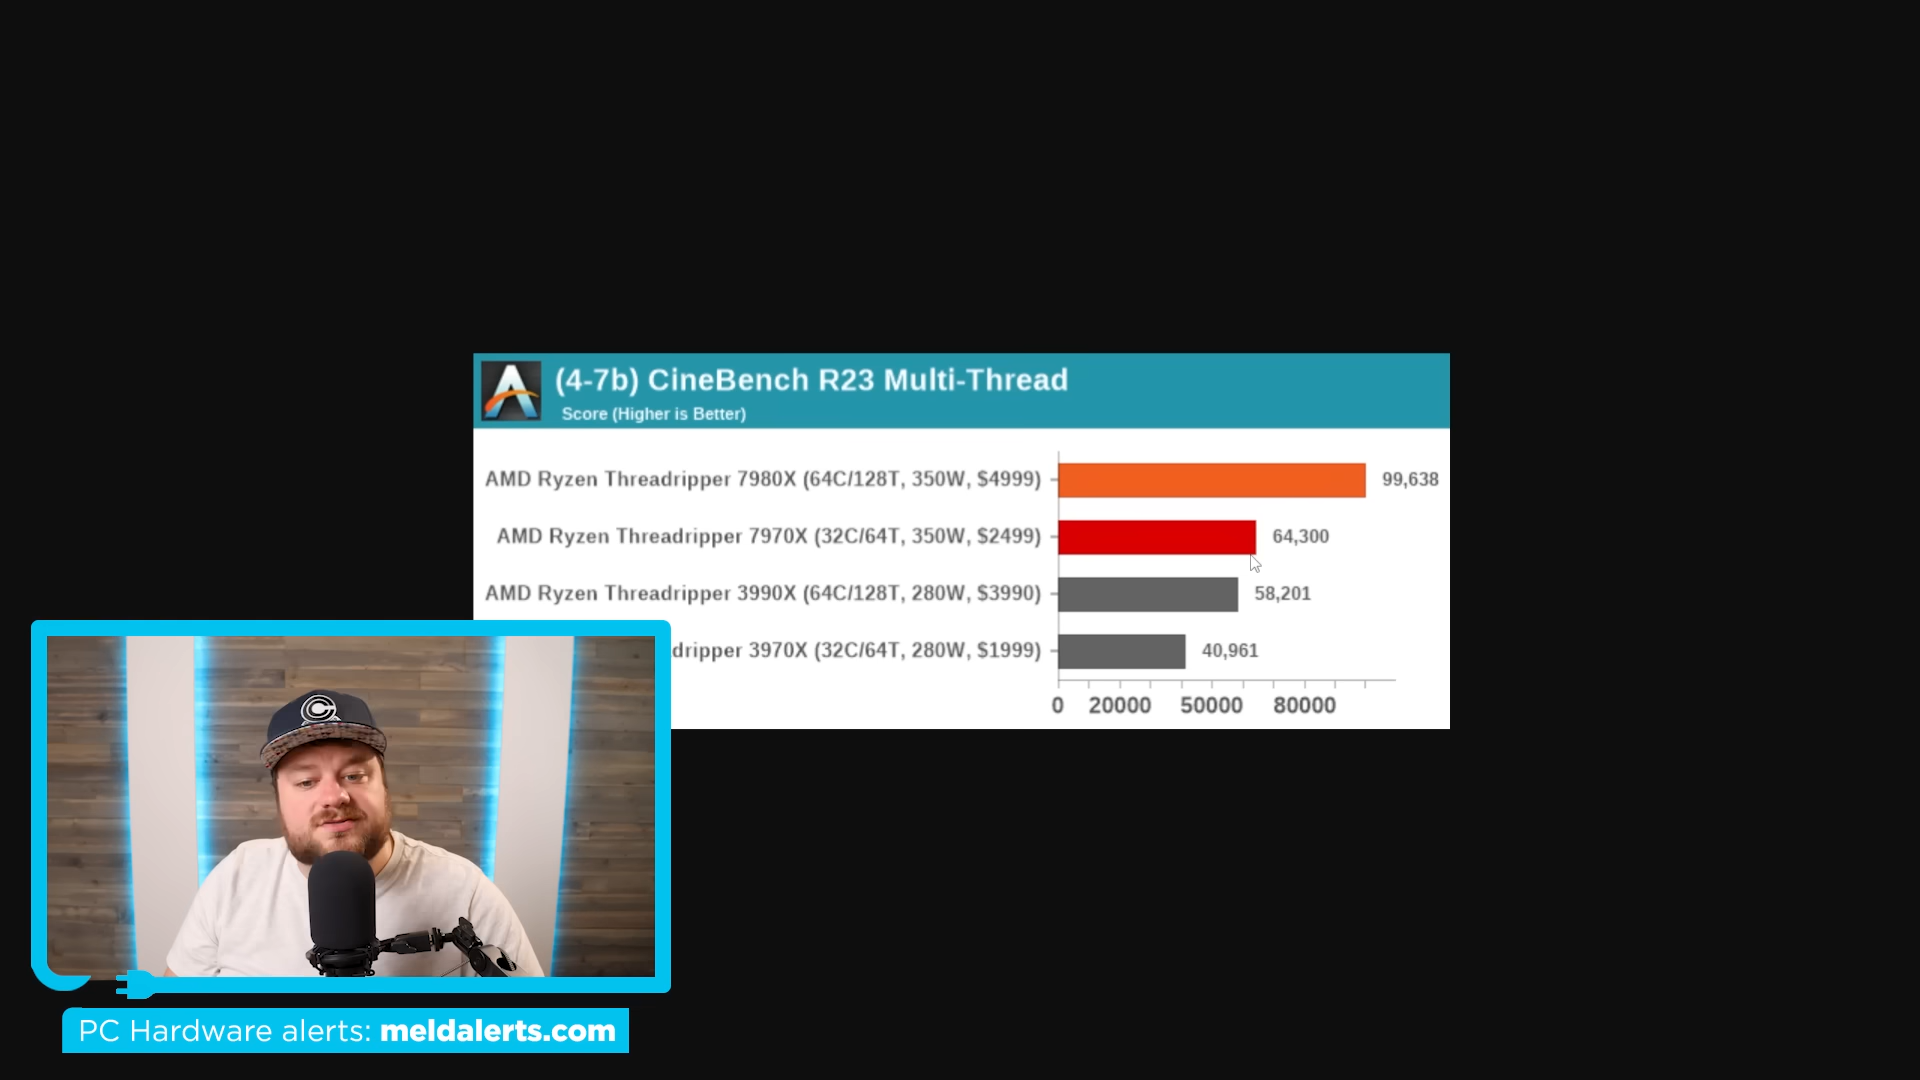 (4-7b) CineBench R23 Multi-Thread
Score (Higher is Better)
AMD Ryzen Threadripper 7980X (64C/128T, 350W, $4999) 99,638
AMD Ryzen Threadripper 7970X (32C/64T, 350W, $2499) 64,300
AMD Ryzen Threadripper 3990X (64C/128T, 280W, $3990) 58,201
dripper 3970X (32C/64T, 280W, $1999) 40,961
0 20000 50000 80000
PC Hardware alerts: meldalerts.com